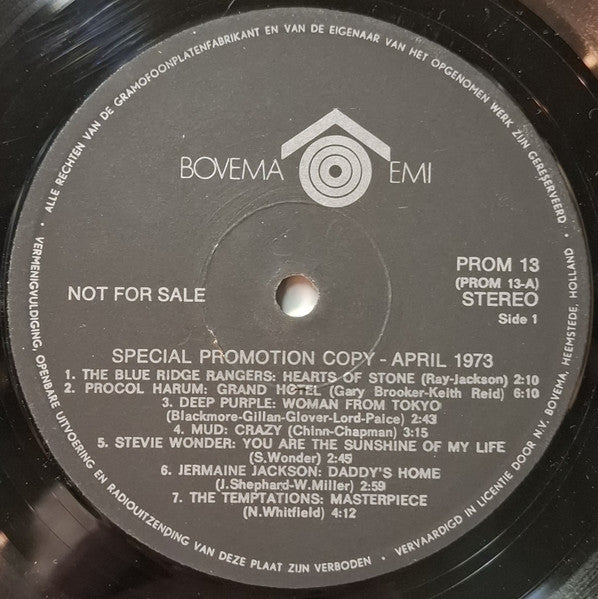 ALLE RECHTEN VAN DE GRAMOFOONPLATENFABRIKANT EN VAN DE EIGENAAR VAN HET OPGENOMEN WERK ZIJN GERESERVEERD •
VERMENIGVULDIGING, OPENBARE UITVOERING EN RADIOUITZENDING VAN DEZE PLAAT ZIJN VERBODEN •
VERVAARDIGD IN LICENTIE DOOR N.V. BOVEMA, HEEMSTEDE, HOLLAND •
BOVEMA EMI
NOT FOR SALE
PROM 13
(PROM 13-A)
STEREO
Side 1
SPECIAL PROMOTION COPY - APRIL 1973
1. THE BLUE RIDGE RANGERS: HEARTS OF STONE (Ray-Jackson) 2:10
2. PROCOL HARUM: GRAND HOTEL (Gary Brooker-Keith Reid) 6:10
3. DEEP PURPLE: WOMAN FROM TOKYO
(Blackmore-Gillan-Glover-Lord-Paice) 2:43
4. MUD: CRAZY (Chinn-Chapman) 3:15
5. STEVIE WONDER: YOU ARE THE SUNSHINE OF MY LIFE
(S.Wonder) 2:45
6. JERMAINE JACKSON: DADDY'S HOME
(J.Shephard-W.Miller) 2:59
7. THE TEMPTATIONS: MASTERPIECE
(N.Whitfield) 4:12